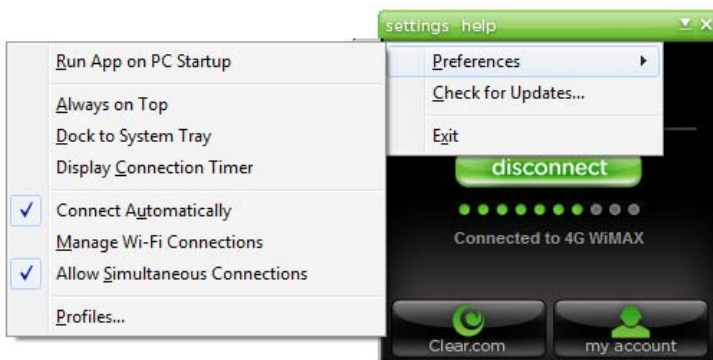 settings help
Preferences
Check for Updates...
Exit
Run App on PC Startup
Always on Top
Dock to System Tray
Display Connection Timer
Connect Automatically
Manage Wi-Fi Connections
Allow Simultaneous Connections
Profiles...
disconnect
Connected to 4G WiMAX
Clear.com
my account